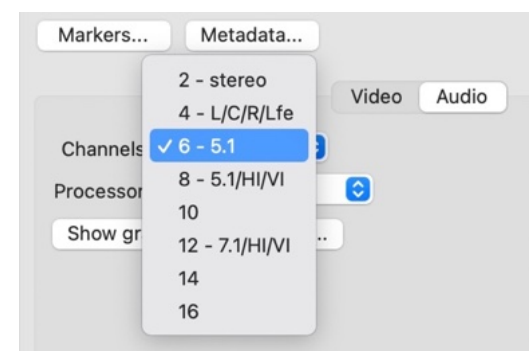 Markers... Metadata...
2 - stereo
Video Audio
4 - L/C/R/Lfe
Channels ✓ 6 - 5.1
8 - 5.1/HI/VI
Processor
10
Show gr ..
12 - 7.1/HI/VI
14
16